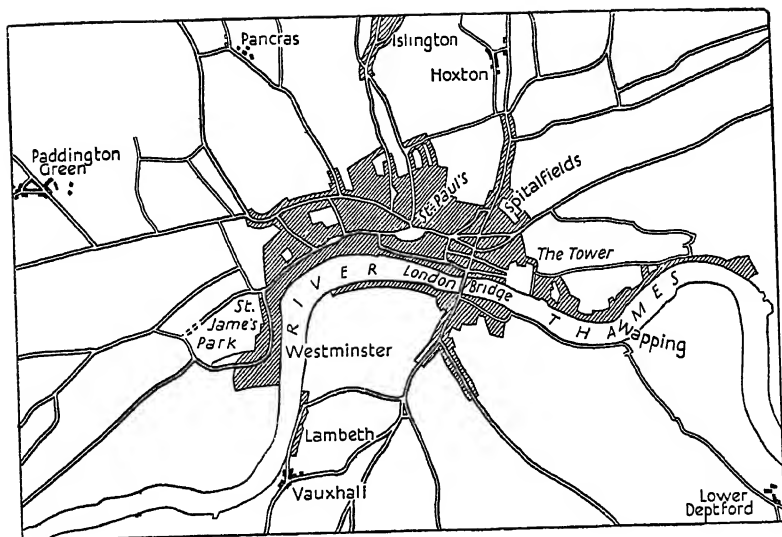 Pancras
Islington
Hoxton
Paddington
Green
St. Paul's
Spitalfields
The Tower
RIVER
London
Bridge
THAMES
St.
Jame's
Park
Westminster
Wapping
Lambeth
Vauxhall
Lower
Deptford